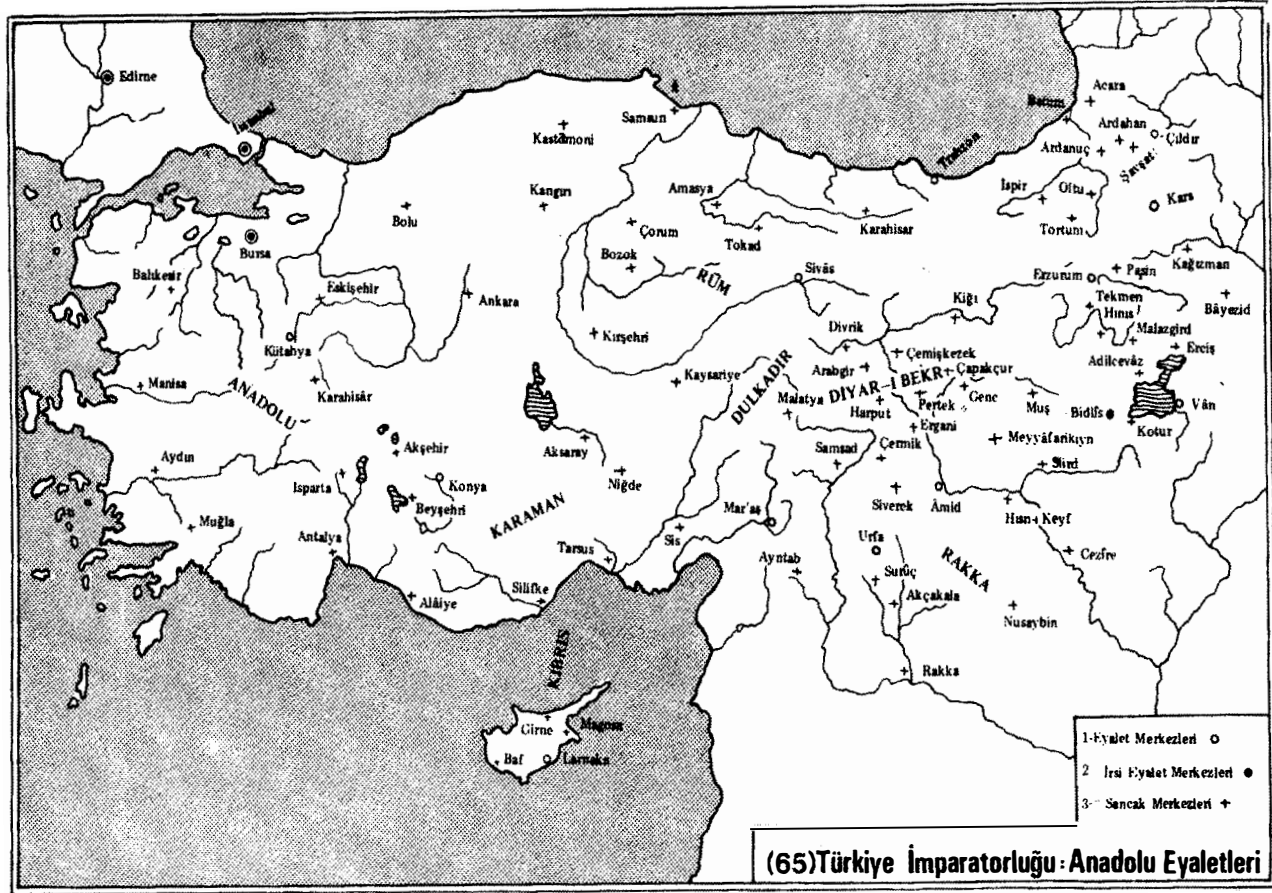 Edirne
İstanbul
Bursa
Balıkesir
Eskişehir
Kütahya
Manisa
ANADOLU
Karahisâr
Aydın
Muğla
Isparta
Antalya
Akşehir
Beyşehri
Konya
Alâiye
Silifke
Bolu
Kastamoni
Kangırı
Ankara
Samsun
Amasya
Çorum
Tokad
Bozok
RÛM
Karahisar
Sivâs
Kırşehri
Kaysariye
Aksaray
Niğde
KARAMAN
Tarsus
Sis
Mar'aş
Ayntab
DULKADIR
Trabzon
Batum
Acara
Ardahan
Ardanuç
Çıldır
Şavşat
İspir
Oltu
Kars
Tortum
Kağızman
Pasin
Erzurum
Tekmen
Hınıs
Bâyezid
Malazgird
Erciş
Adilcevâz
Kiğı
Divrik
Çemişkezek
Arabgir
DİYAR-I BEKR
Çapakçur
Malatya
Harput
Pertek
Genc
Muş
Bidlîs
Vân
Kotur
Ergani
Meyyâfarikıyn
Samsad
Çermik
Siird
Siverek
Âmid
Hısn-ı Keyf
Urfa
RAKKA
Cezîre
Surûç
Akçakala
Nusaybin
Rakka
KIBRIS
Girne
Magosa
Baf
Larnaka
1-Eyalet Merkezleri
2 İrsi Eyalet Merkezleri
3- Sancak Merkezleri
(65)Türkiye İmparatorluğu: Anadolu Eyaletleri